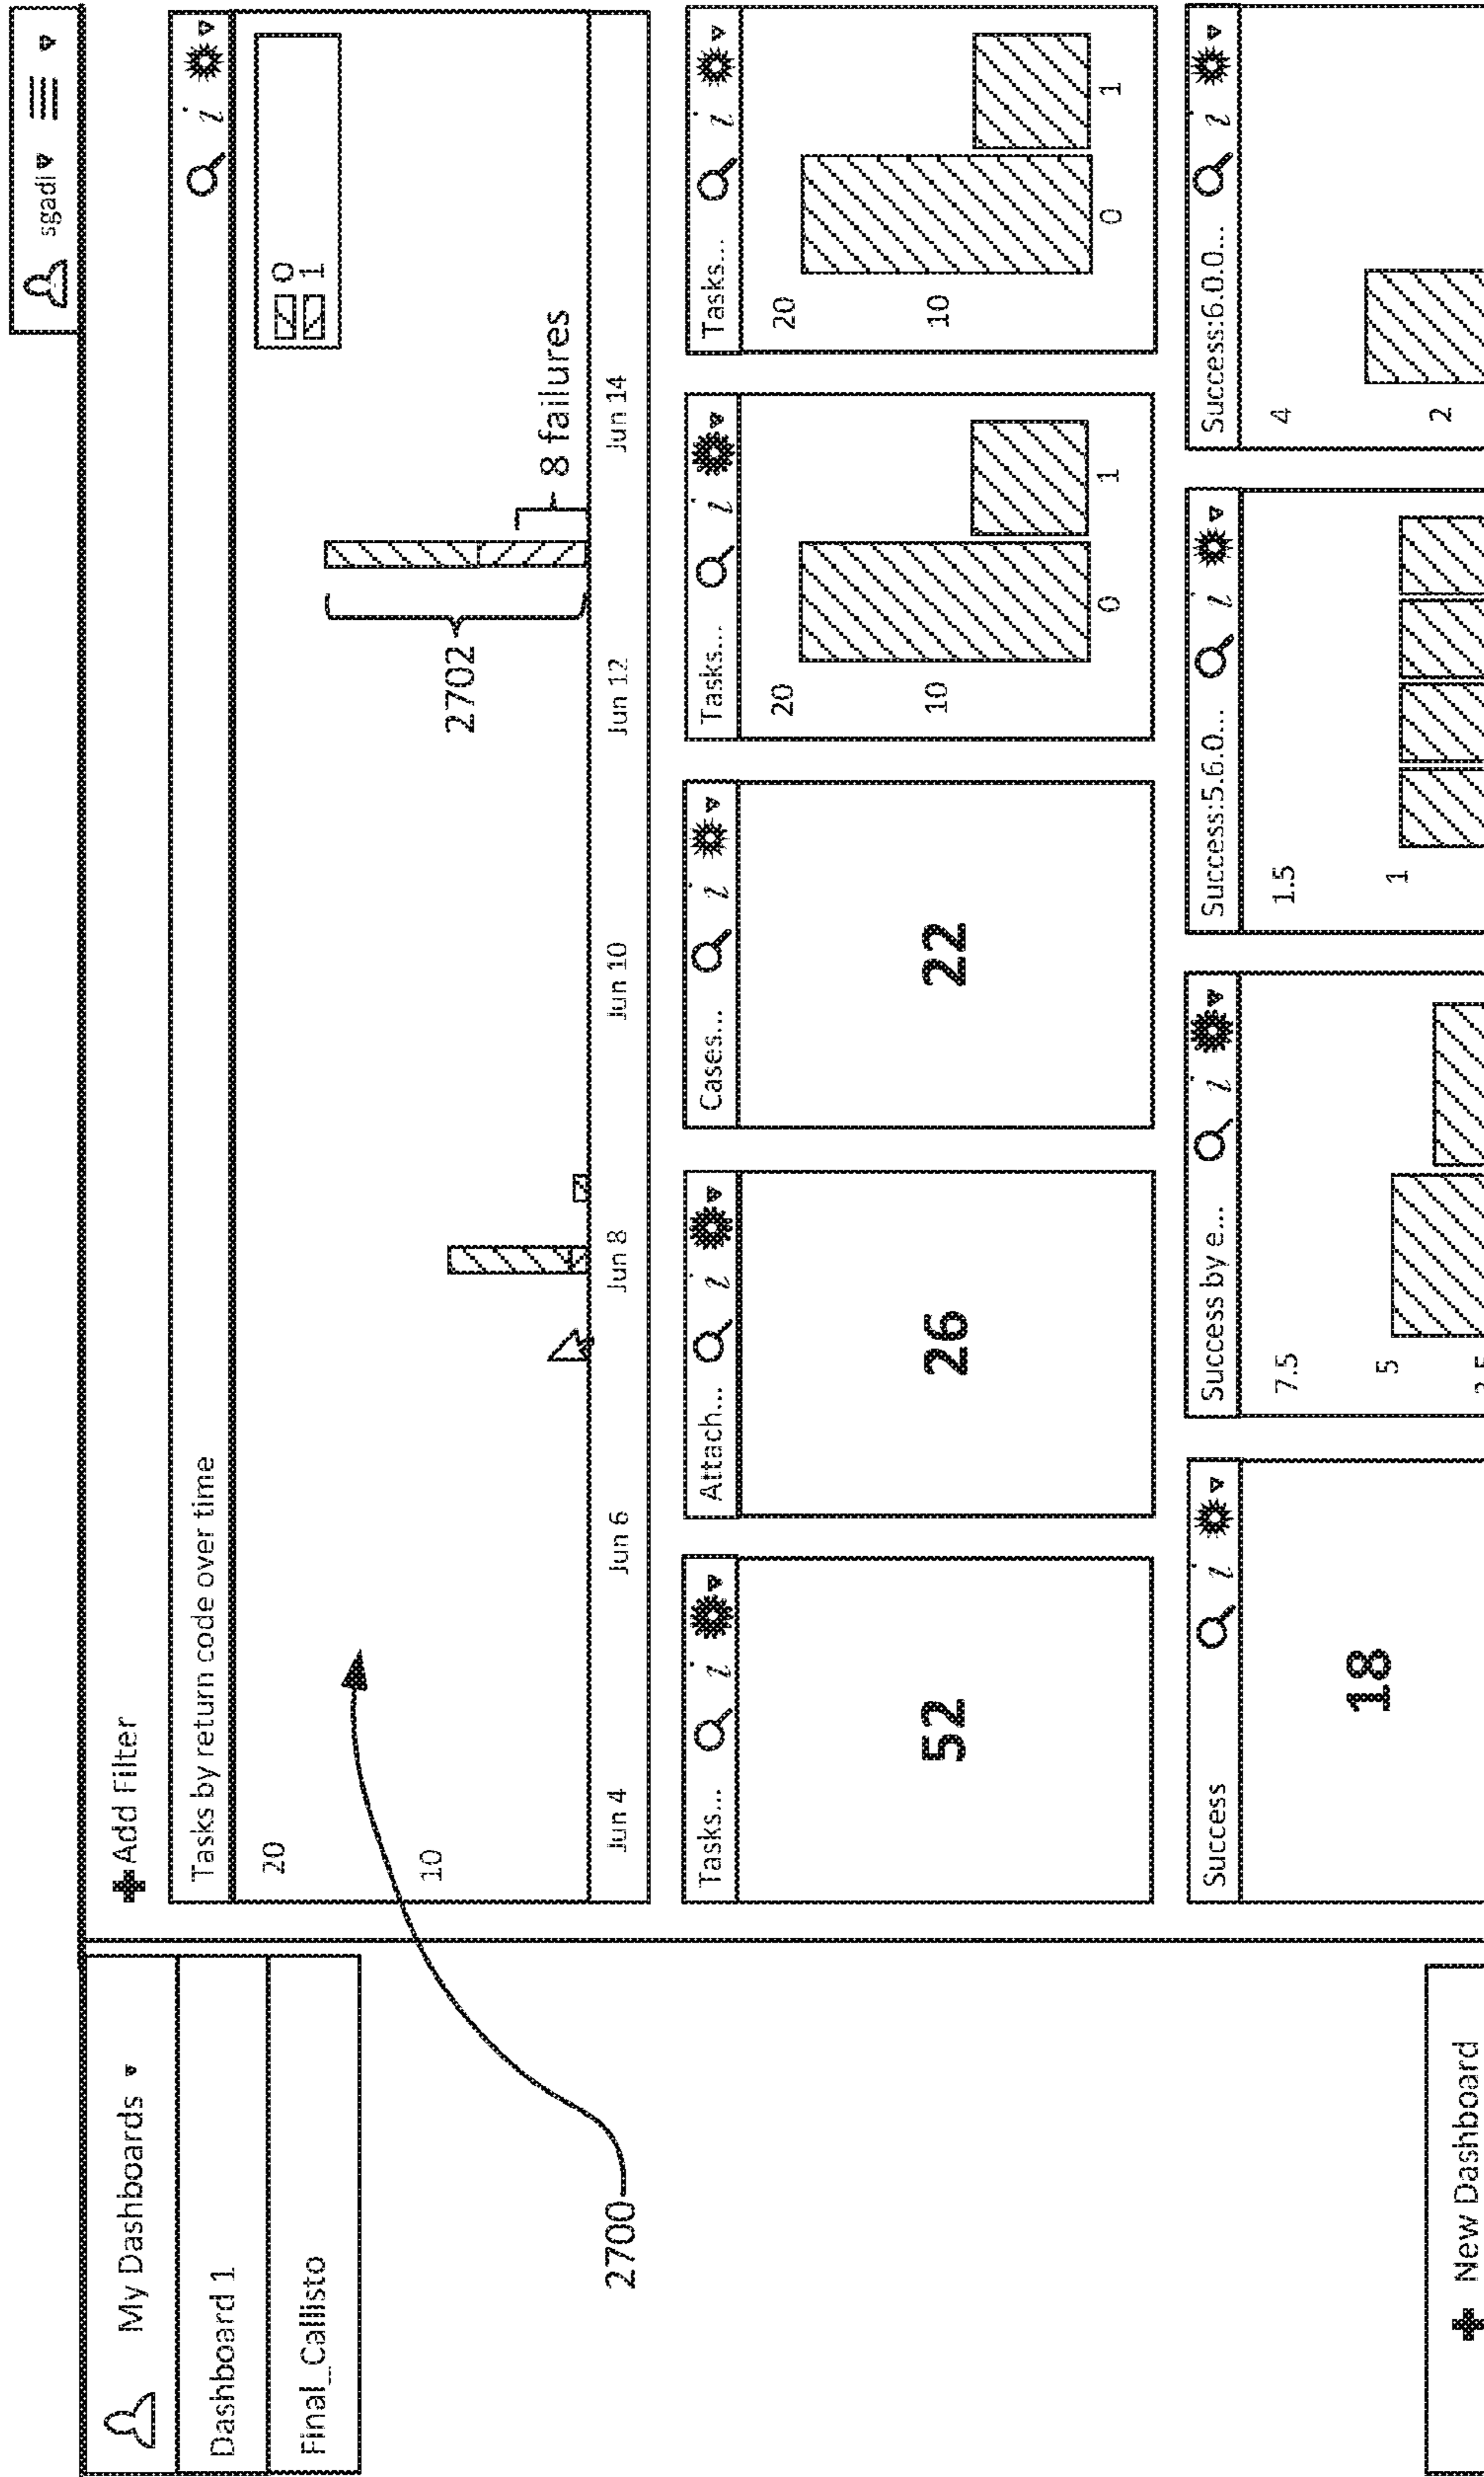 sgadi
My Dashboards
Dashboard 1
Final_Callisto
Add Filter
Tasks by return code over time
20
10
0
1
2702
8 failures
Jun 4
Jun 6
Jun 8
Jun 10
Jun 12
Jun 14
2700
Tasks...
52
Attach...
26
Cases...
22
Tasks...
20
10
0
1
Tasks...
20
10
0
1
Success
18
Success by e...
7.5
5
Success:5.6.0...
1.5
1
Success:6.0.0...
4
2
New Dashboard